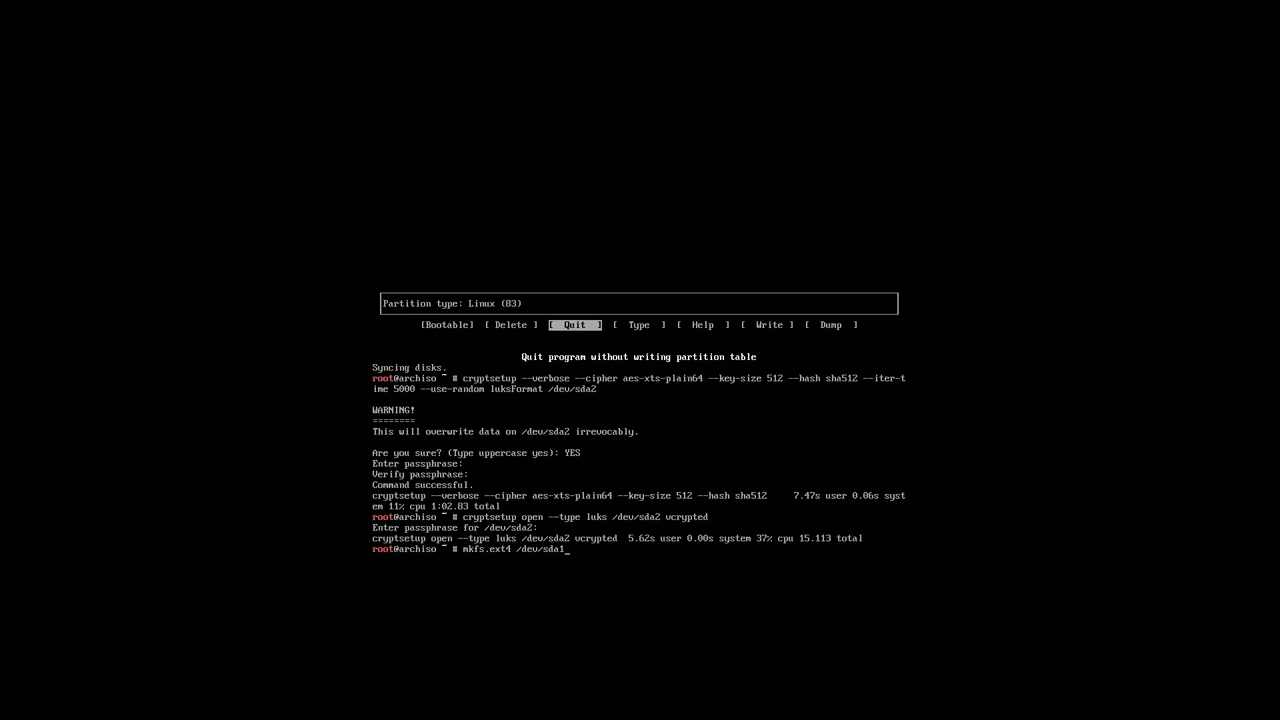 Partition type: Linux (83)
[Bootable]  [ Delete ]  [  Quit  ]  [  Type  ]  [  Help  ]  [  Write ]  [  Dump  ]
Quit program without writing partition table
Syncing disks.
root@archiso ~ # cryptsetup --verbose --cipher aes-xts-plain64 --key-size 512 --hash sha512 --iter-t
ime 5000 --use-random luksFormat /dev/sda2
WARNING!
========
This will overwrite data on /dev/sda2 irrevocably.
Are you sure? (Type uppercase yes): YES
Enter passphrase:
Verify passphrase:
Command successful.
cryptsetup --verbose --cipher aes-xts-plain64 --key-size 512 --hash sha512     7.47s user 0.06s syst
em 11% cpu 1:02.83 total
root@archiso ~ # cryptsetup open --type luks /dev/sda2 vcrypted
Enter passphrase for /dev/sda2:
cryptsetup open --type luks /dev/sda2 vcrypted  5.62s user 0.00s system 37% cpu 15.113 total
root@archiso ~ # mkfs.ext4 /dev/sda1_